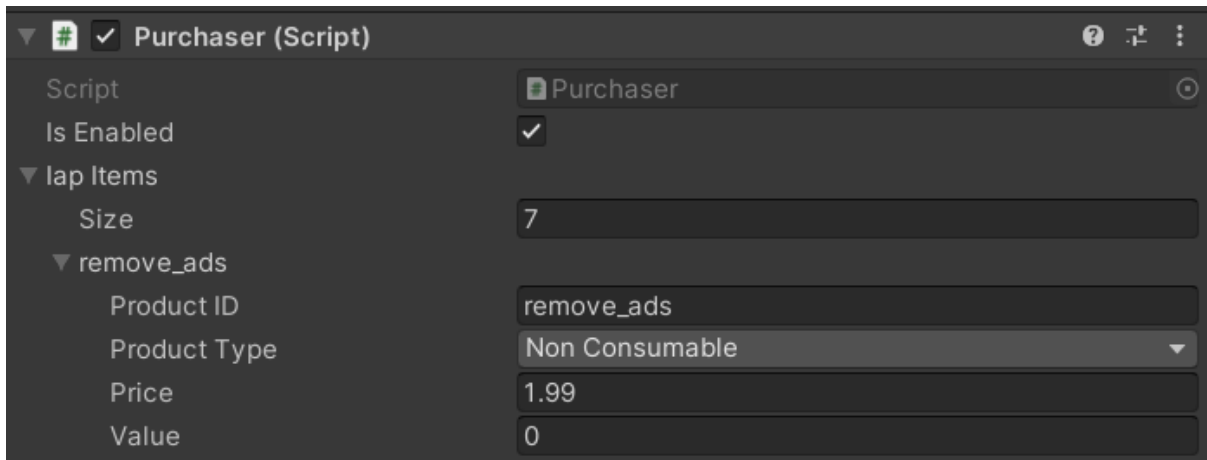 Purchaser (Script)
Script Purchaser
Is Enabled
Iap Items
Size 7
remove_ads
Product ID remove_ads
Product Type Non Consumable
Price 1.99
Value 0